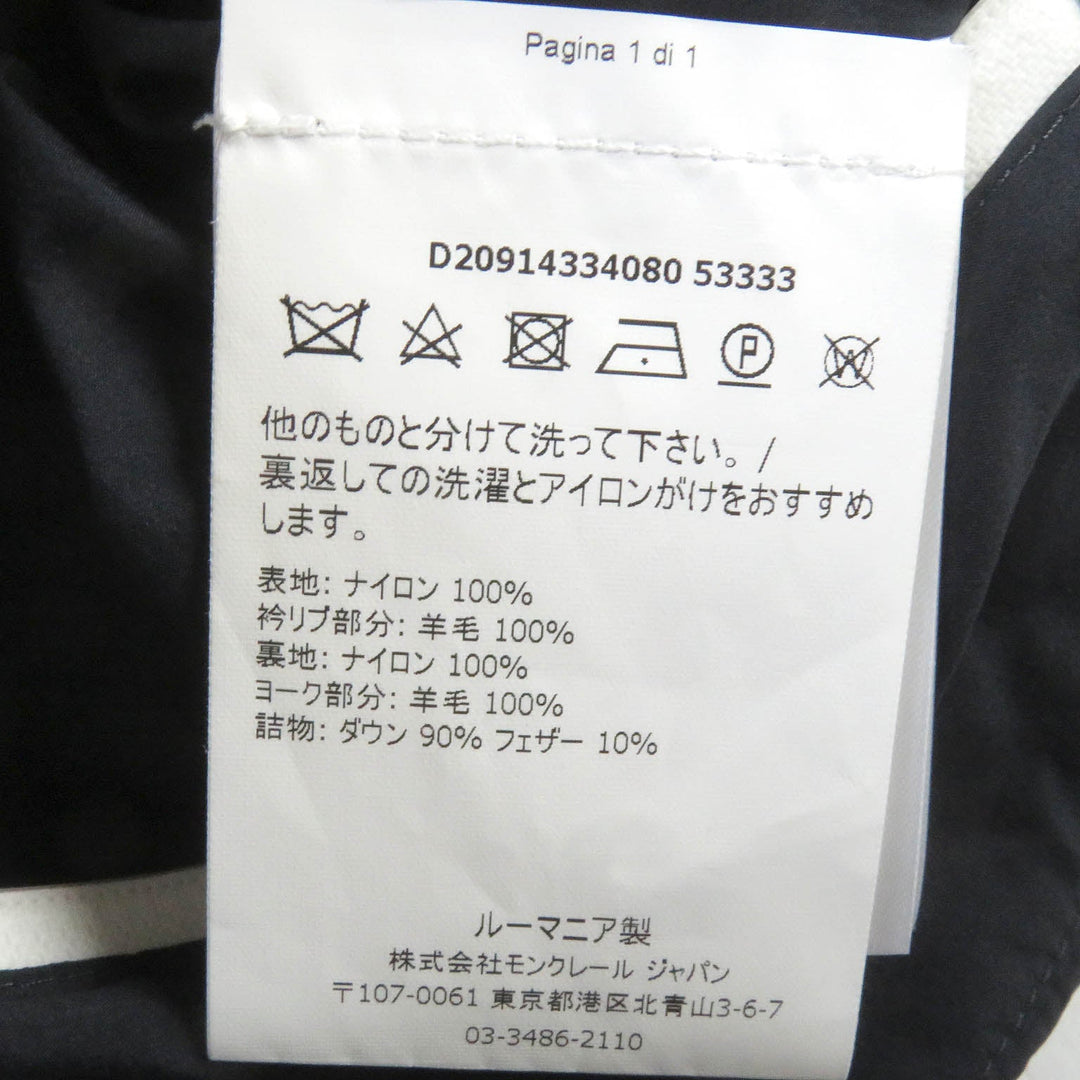 Pagina 1 di 1
D20914334080 53333
P W
他のものと分けて洗って下さい。/
裏返しての洗濯とアイロンがけをおすすめ
します。
表地: ナイロン 100%
衿リブ部分: 羊毛 100%
裏地: ナイロン 100%
ヨーク部分: 羊毛 100%
詰物: ダウン 90% フェザー 10%
ルーマニア製
株式会社モンクレール ジャパン
〒107-0061 東京都港区北青山3-6-7
03-3486-2110